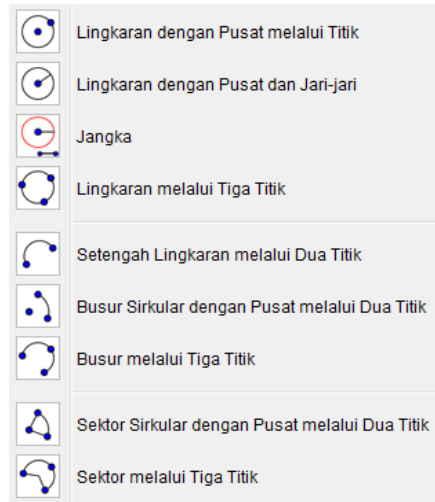 Lingkaran dengan Pusat melalui Titik
Lingkaran dengan Pusat dan Jari-jari
Jangka
Lingkaran melalui Tiga Titik
Setengah Lingkaran melalui Dua Titik
Busur Sirkular dengan Pusat melalui Dua Titik
Busur melalui Tiga Titik
Sektor Sirkular dengan Pusat melalui Dua Titik
Sektor melalui Tiga Titik